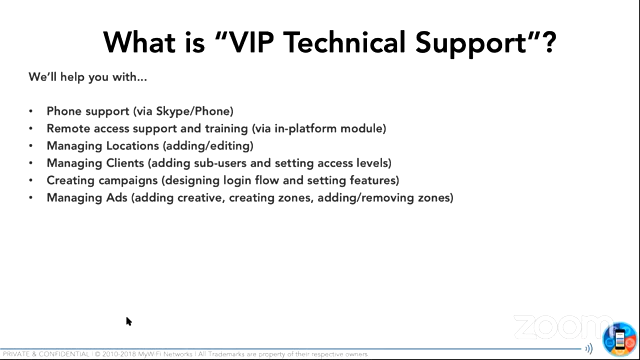 What is “VIP Technical Support”?
We’ll help you with...
• Phone support (via Skype/Phone)
• Remote access support and training (via in-platform module)
• Managing Locations (adding/editing)
• Managing Clients (adding sub-users and setting access levels)
• Creating campaigns (designing login flow and setting features)
• Managing Ads (adding creative, creating zones, adding/removing zones)
zoom
PRIVATE & CONFIDENTIAL | © 2010-2018 MyWiFi Networks | All Trademarks are property of their respective owners